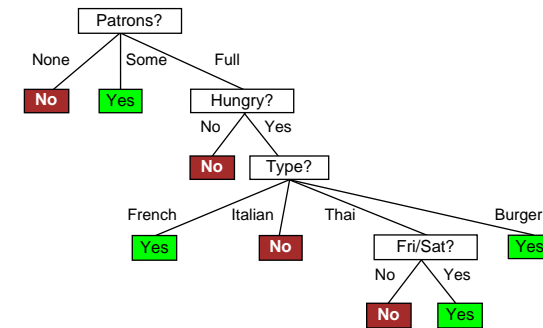 Patrons?
None Some Full
No Yes Hungry?
No Yes
No Type?
French Italian Thai Burger
Yes No Fri/Sat? Yes
No Yes
No Yes